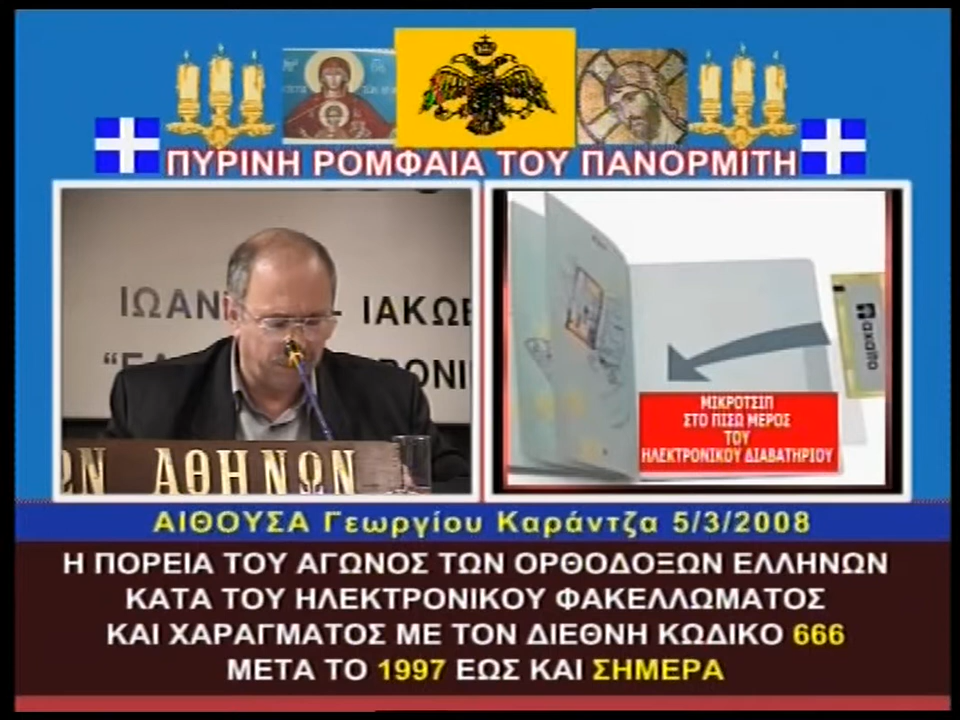 ΠΥΡΙΝΗ ΡΟΜΦΑΙΑ ΤΟΥ ΠΑΝΟΡΜΙΤΗ
ΙΑΚΩΒ
ΩΝ ΑΘΗΝΩΝ
ΜΙΚΡΟΤΣΙΠ
ΣΤΟ ΠΙΣΩ ΜΕΡΟΣ
ΤΟΥ
ΗΛΕΚΤΡΟΝΙΚΟΥ ΔΙΑΒΑΤΗΡΙΟΥ
ΑΙΘΟΥΣΑ Γεωργίου Καράντζα 5/3/2008
Η ΠΟΡΕΙΑ ΤΟΥ ΑΓΩΝΟΣ ΤΩΝ ΟΡΘΟΔΟΞΩΝ ΕΛΛΗΝΩΝ
ΚΑΤΑ ΤΟΥ ΗΛΕΚΤΡΟΝΙΚΟΥ ΦΑΚΕΛΛΩΜΑΤΟΣ
ΚΑΙ ΧΑΡΑΓΜΑΤΟΣ ΜΕ ΤΟΝ ΔΙΕΘΝΗ ΚΩΔΙΚΟ 666
ΜΕΤΑ ΤΟ 1997 ΕΩΣ ΚΑΙ ΣΗΜΕΡΑ